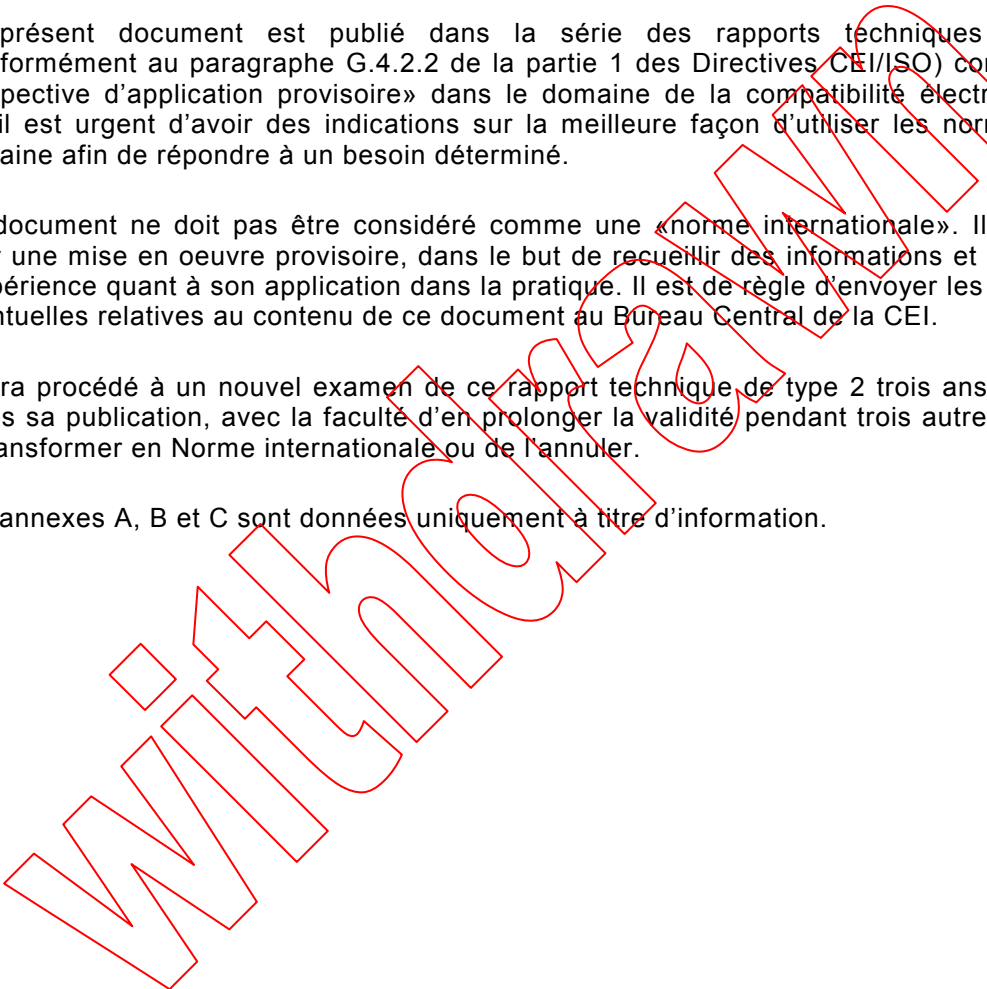 présent document est publié dans la série des rapports techniques
formément au paragraphe G.4.2.2 de la partie 1 des Directives CEI/ISO) con
pective d'application provisoire» dans le domaine de la compatibilité électr
il est urgent d'avoir des indications sur la meilleure façon d'utiliser les nor
aine afin de répondre à un besoin déterminé.
document ne doit pas être considéré comme une «norme internationale». Il
r une mise en oeuvre provisoire, dans le but de recueillir des informations et
périence quant à son application dans la pratique. Il est de règle d'envoyer les
ntuelles relatives au contenu de ce document au Bureau Central de la CEI.
ra procédé à un nouvel examen de ce rapport technique de type 2 trois ans
s sa publication, avec la faculté d'en prolonger la validité pendant trois autre
ansformer en Norme internationale ou de l'annuler.
annexes A, B et C sont données uniquement à titre d'information.
withdrawn